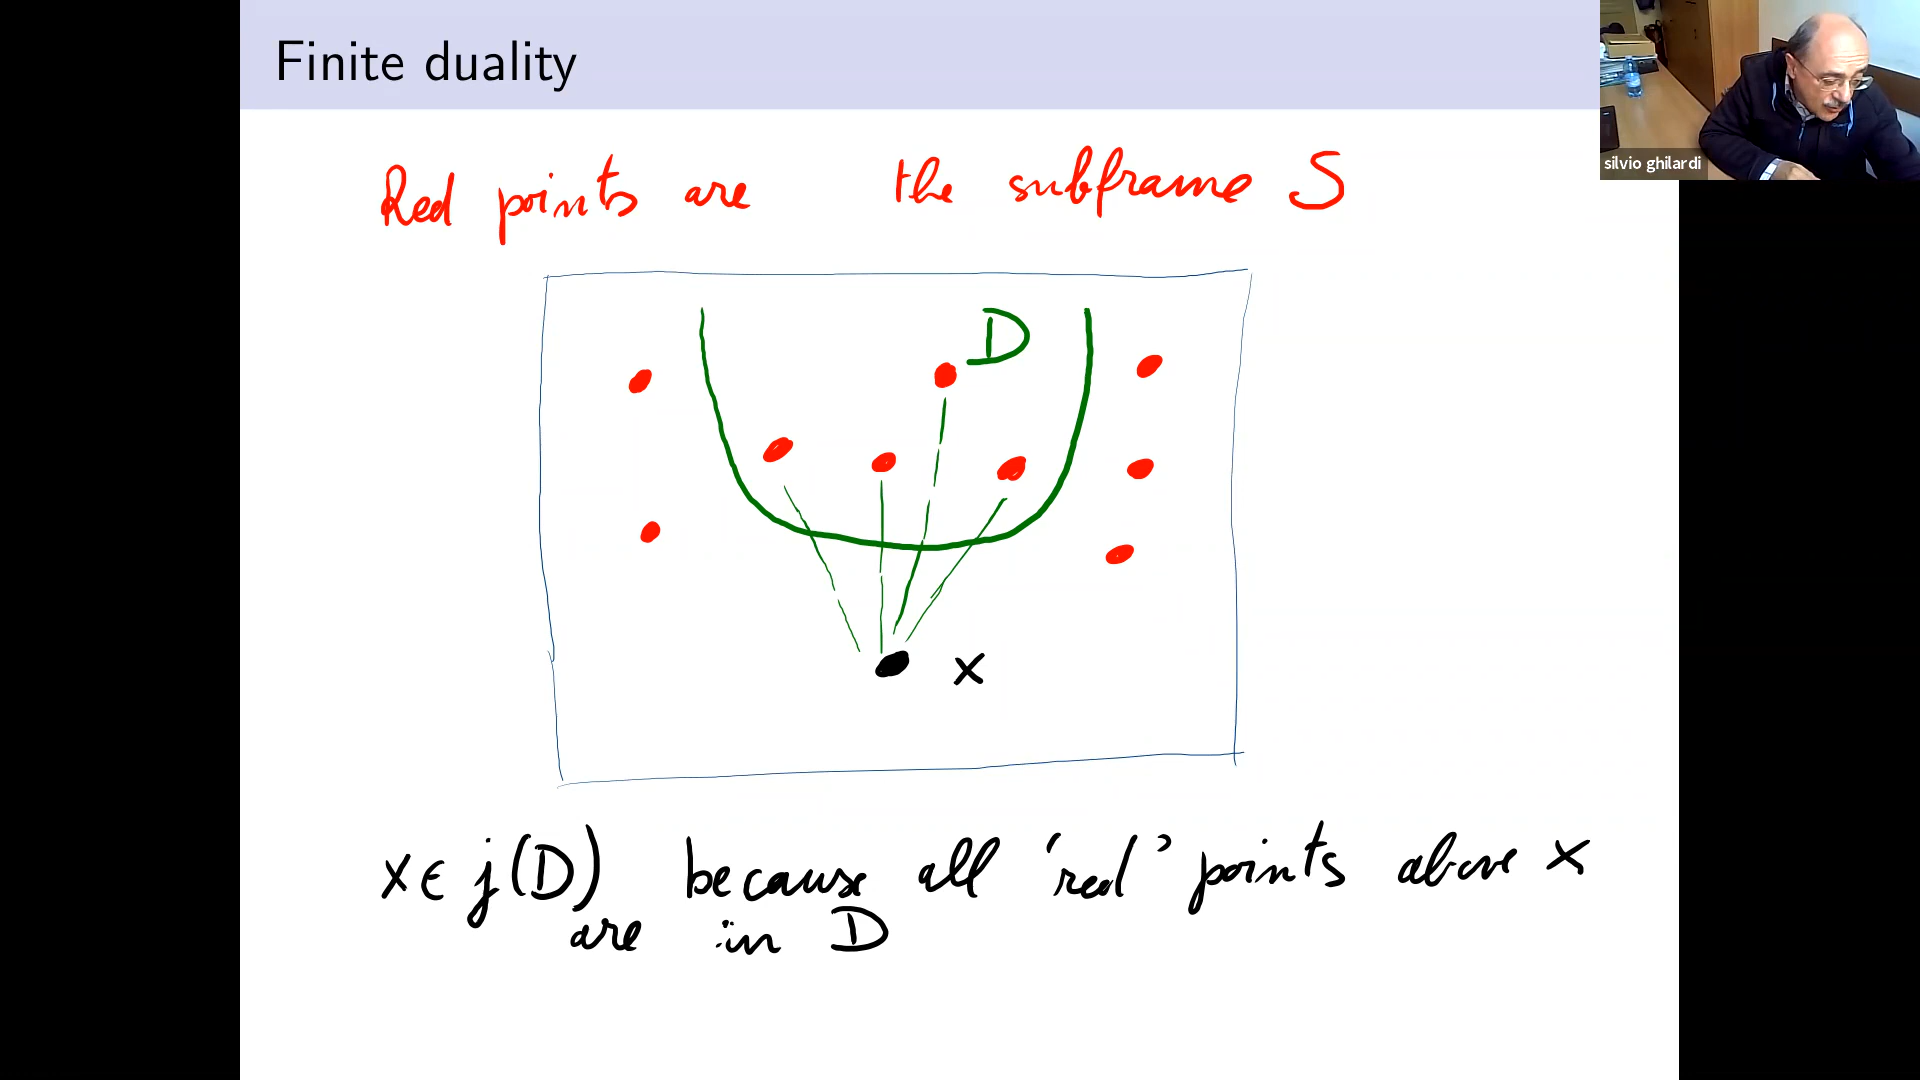 Finite duality
silvio ghilardi
Red points are the subframe S
D
x
x ∈ j(D) because all 'red' points above x
are in D